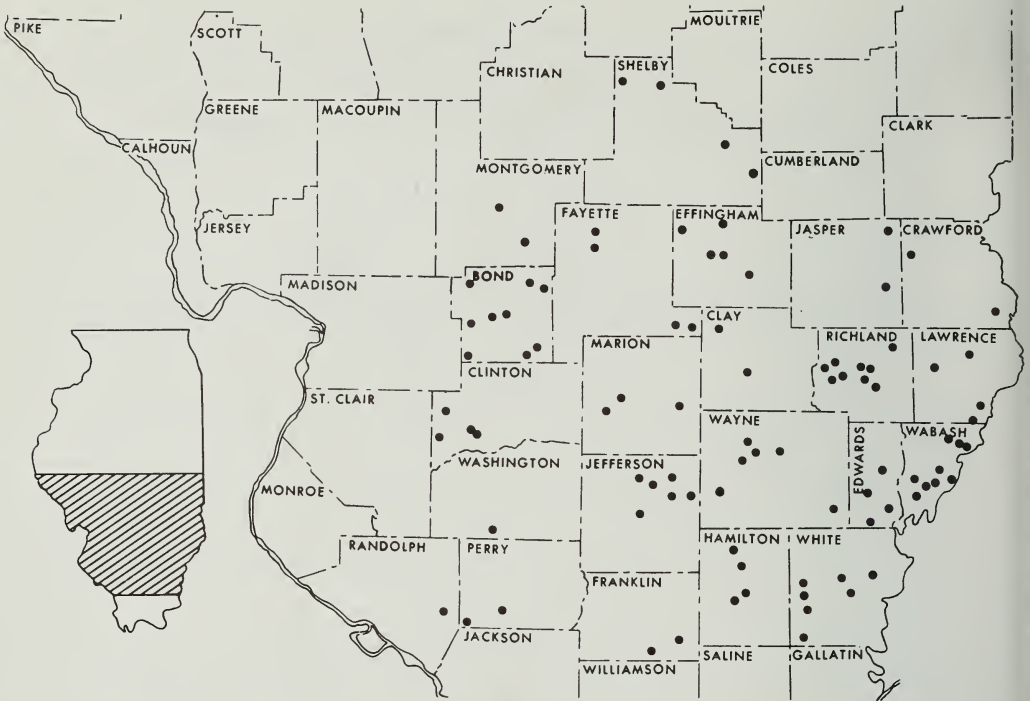 PIKE
SCOTT
MOULTRIE
CHRISTIAN
SHELBY
COLES
GREENE
MACOUPIN
CLARK
CALHOUN
MONTGOMERY
CUMBERLAND
JERSEY
FAYETTE
EFFINGHAM
JASPER
CRAWFORD
MADISON
BOND
CLAY
MARION
RICHLAND
LAWRENCE
CLINTON
ST. CLAIR
WAYNE
EDWARDS
WABASH
WASHINGTON
JEFFERSON
MONROE
RANDOLPH
PERRY
HAMILTON
WHITE
FRANKLIN
JACKSON
WILLIAMSON
SALINE
GALLATIN